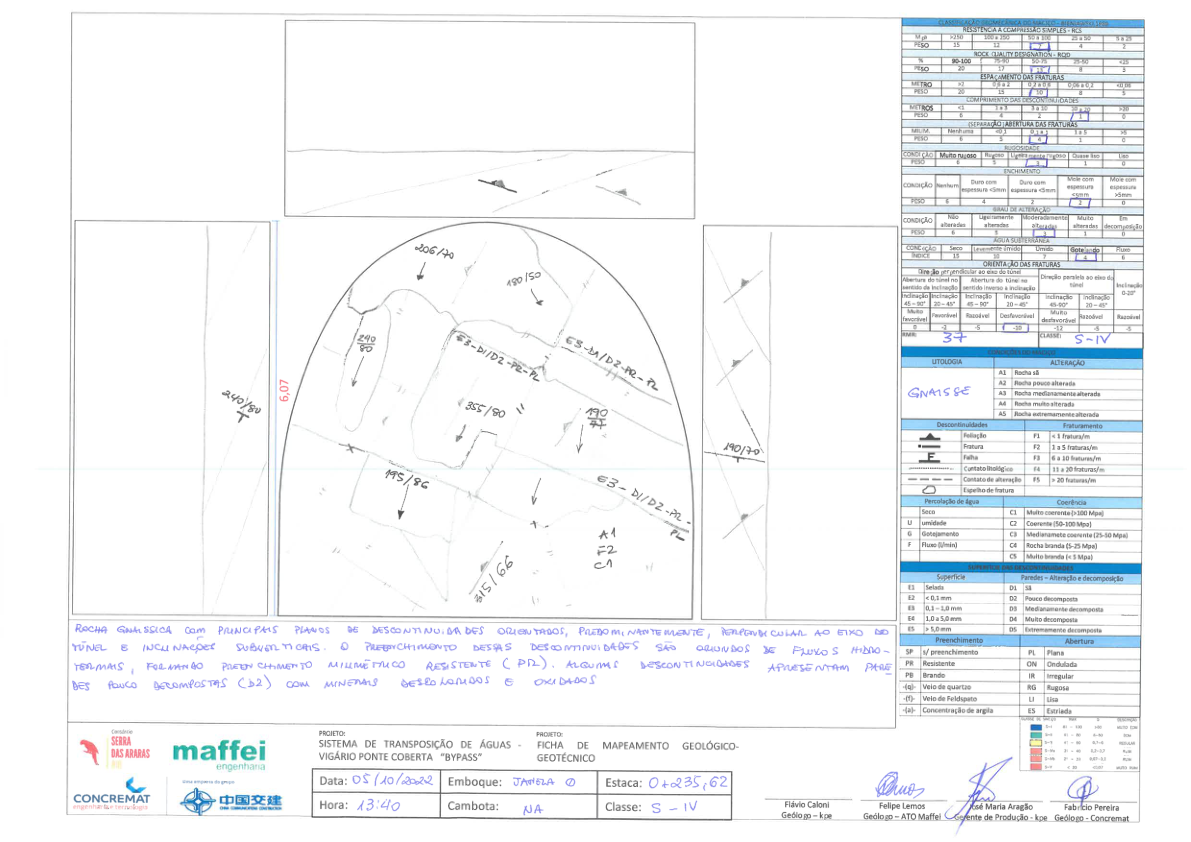 206/70
180/50
240/80
E3-D1/D2-PR-PL
E3-D1/D2-PR-PL
355/80
190
6,07
240/80
190/70
195/86
E3-D1/D2-PR-PL
A1
F2
C1
ROCHA GNAISSICA COM PRINCIPAIS PLANOS DE DESCONTINUIDADES ORIENTADOS, PREDOMINANTEMENTE, PERPENDICULAR AO EIXO DO
TÚNEL E INCLINAÇÕES SUBVERTICAIS. O PREENCHIMENTO DESSAS DESCONTINUIDADES SÃO ORIUNDOS DE FLUXOS HIDRO-
TERMAIS, FORMANDO PREENCHIMENTO MILIMÉTRICO RESISTENTE (PR). ALGUMAS DESCONTINUIDADES APRESENTAM PARE
DES POUCO DECOMPOSTAS (D2) COM MINERAIS DESCOLORIDOS E OXIDADOS
CLASSIFICAÇÃO GEOMECÂNICA DO MACIÇO - BIENIAWSKI 1989
RESISTÊNCIA À COMPRESSÃO SIMPLES - RCS
Mpa >250 100 a 250 50 a 100 25 a 50 5 a 25
PESO 15 12 7 4 2
ROCK QUALITY DESIGNATION - RQD
% 90-100 75-90 50-75 25-50 <25
PESO 20 17 13 8 3
ESPAÇAMENTO DAS FRATURAS
METRO >2 0,6 a 2 0,2 a 0,6 0,06 a 0,2 <0,06
PESO 20 15 10 8 5
COMPRIMENTO DAS DESCONTINUIDADES
METROS <1 1 a 3 3 a 10 10 a 20 >20
PESO 6 4 2 1 0
(SEPARAÇÃO) ABERTURA DAS FRATURAS
MILIM. Nenhuma <0,1 0,1 a 1 1 a 5 >5
PESO 6 5 4 1 0
RUGOSIDADE
CONDIÇÃO Muito rugoso Rugoso Ligeiramente rugoso Quase liso Liso
PESO 6 5 3 1 0
ENCHIMENTO
CONDIÇÃO Nenhum Duro com espessura <5mm Duro com espessura <5mm Mole com espessura <5mm Mole com espessura >5mm
PESO 6 4 2 2 0
GRAU DE ALTERAÇÃO
CONDIÇÃO Não alteradas Ligeiramente alteradas Moderadamente alteradas Muito alteradas Em decomposição
PESO 6 5 3 1 0
ÁGUA SUBTERRÂNEA
CONDIÇÃO Seco Levemente úmido Úmido Gotejando Fluxo
ÍNDICE 15 10 7 4 6
ORIENTAÇÃO DAS FRATURAS
Direção perpendicular ao eixo do túnel Direção paralela ao eixo do túnel Inclinação 0-20°
Abertura do túnel no sentido da inclinação Abertura do túnel no sentido inverso a inclinação
Inclinação 45 – 90° Inclinação 20 – 45° Inclinação 45 – 90° Inclinação 20 – 45° Inclinação 45-90° Inclinação 20 – 45°
Muito favorável Favorável Razoável Desfavorável Muito desfavorável Razoável Razoável
0 -2 -5 -10 -12 -5 -5
RMR: 37 CLASSE: S-IV
CONDIÇÕES DO MACIÇO
LITOLOGIA ALTERAÇÃO
GNAISSE
A1 Rocha sã
A2 Rocha pouco alterada
A3 Rocha medianamente alterada
A4 Rocha muito alterada
A5 Rocha extremamente alterada
Descontinuidades Fraturamento
Foliação F1 < 1 fratura/m
Fratura F2 1 a 5 fraturas/m
F Falha F3 6 a 10 fraturas/m
Contato litológico F4 11 a 20 fraturas/m
Contato de alteração F5 > 20 fraturas/m
Espelho de fratura
Percolação de água Coerência
Seco C1 Muito coerente (>100 Mpa)
U umidade C2 Coerente (50-100 Mpa)
G Gotejamento C3 Medianamete coerente (25-50 Mpa)
F Fluxo (l/min) C4 Rocha branda (5-25 Mpa)
C5 Muito branda (< 5 Mpa)
SUPERFÍCIE DAS DESCONTINUIDADES
Superfície Paredes – Alteração e decomposição
E1 Selada D1 Sã
E2 < 0,1 mm D2 Pouco decomposta
E3 0,1 – 1,0 mm D3 Medianamente decomposta
E4 1,0 a 5,0 mm D4 Muito decomposta
E5 > 5,0 mm D5 Extremamente decomposta
Preenchimento Abertura
SP s/ preenchimento PL Plana
PR Resistente ON Ondulada
PB Brando IR Irregular
-(q)- Veio de quartzo RG Rugosa
-(f)- Veio de Feldspato LI Lisa
-(a)- Concentração de argila ES Estriada
SERRA
DAS ARARAS
maffei
engenharia
CONCREMAT
engenharia e tecnologia
中国交建
PROJETO:
SISTEMA DE TRANSPOSIÇÃO DE ÁGUAS -
VIGÁRIO PONTE COBERTA "BYPASS"
PROJETO:
FICHA DE MAPEAMENTO GEOLÓGICO-
GEOTÉCNICO
Data: 05/10/2022 Emboque: JANELA 0 Estaca: 0+235,62
Hora: 13:40 Cambota: NA Classe: S-IV
Flávio Caloni
Geólogo – kpe
Felipe Lemos
Geólogo – ATO Maffei
José Maria Aragão
Gerente de Produção - kpe
Fabrício Pereira
Geólogo - Concremat